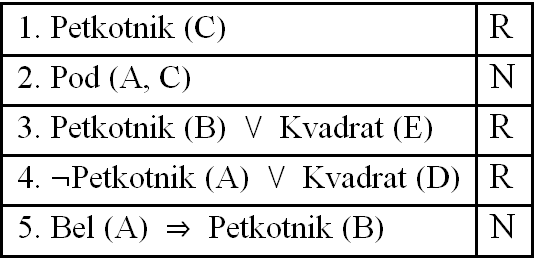 1. Petkotnik (C) R
2. Pod (A, C) N
3. Petkotnik (B) \/ Kvadrat (E) R
4. ¬Petkotnik (A) \/ Kvadrat (D) R
5. Bel (A) ⇒ Petkotnik (B) N